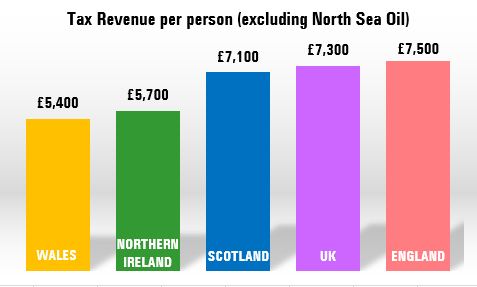 Tax Revenue per person (excluding North Sea Oil)
£5,400
£5,700
£7,100
£7,300
£7,500
WALES
NORTHERN
IRELAND
SCOTLAND
UK
ENGLAND